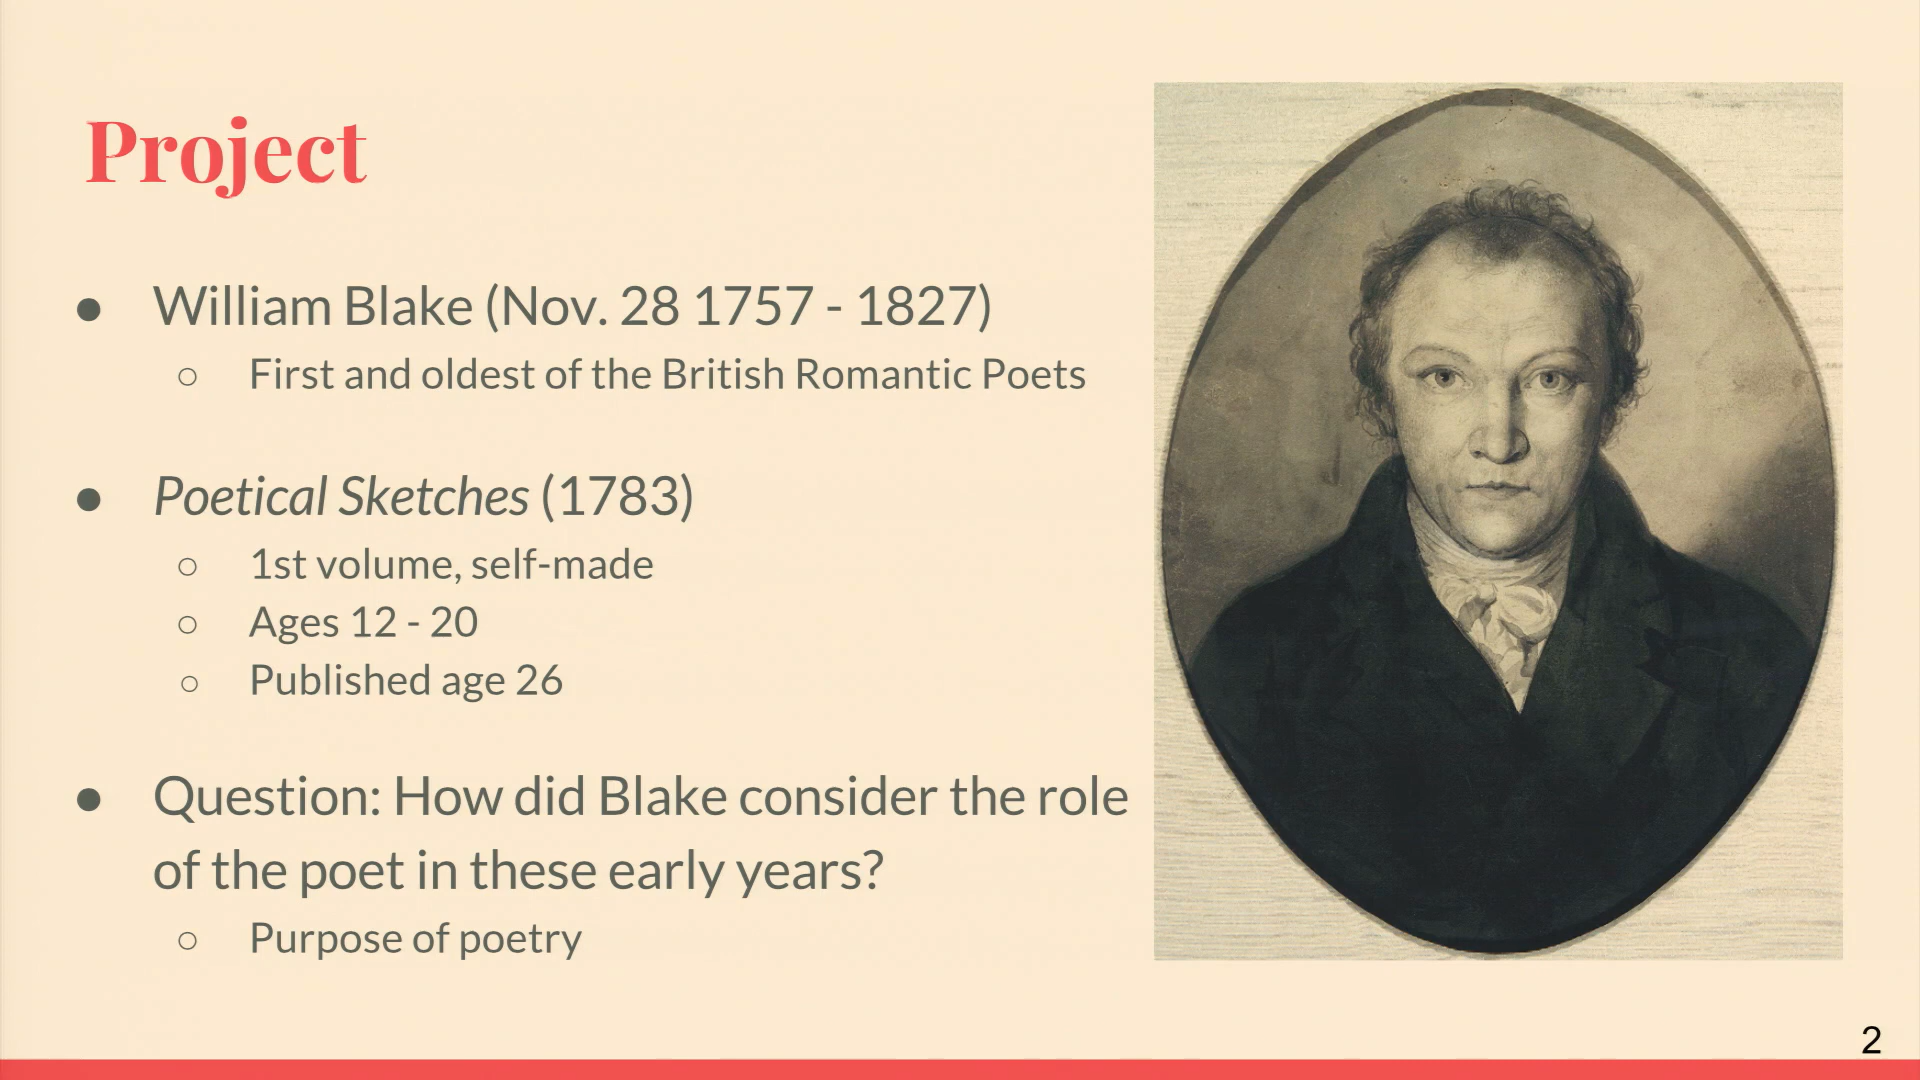 Project
● William Blake (Nov. 28 1757 - 1827)
○ First and oldest of the British Romantic Poets
● Poetical Sketches (1783)
○ 1st volume, self-made
○ Ages 12 - 20
○ Published age 26
● Question: How did Blake consider the role
of the poet in these early years?
○ Purpose of poetry
2